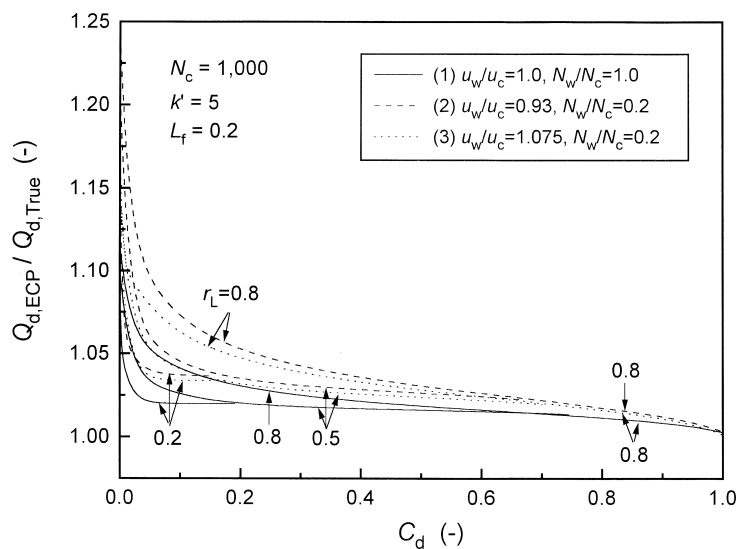 1.25
1.20
1.15
1.10
1.05
1.00
Q_d,ECP / Q_d,True (-)
N_c = 1,000
k' = 5
L_f = 0.2
(1) u_w/u_c=1.0, N_w/N_c=1.0
(2) u_w/u_c=0.93, N_w/N_c=0.2
(3) u_w/u_c=1.075, N_w/N_c=0.2
r_L=0.8
0.8
0.2
0.8
0.5
0.8
0.0
0.2
0.4
0.6
0.8
1.0
C_d (-)